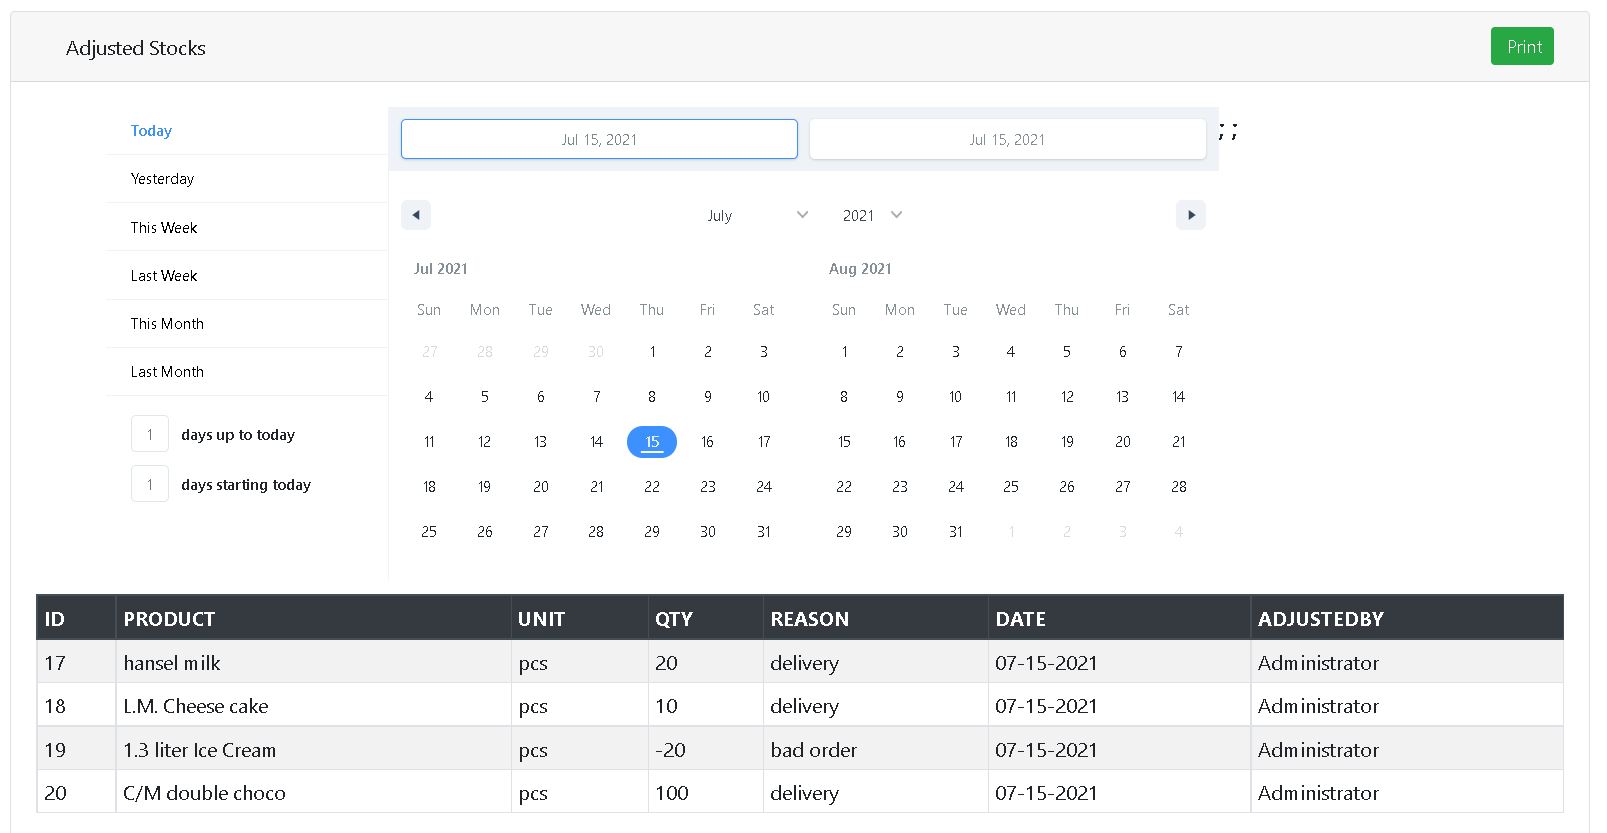 Adjusted Stocks Print
Today
Yesterday
This Week
Last Week
This Month
Last Month
1 days up to today
1 days starting today
Jul 15, 2021 Jul 15, 2021 ;;
July 2021
Jul 2021
Sun Mon Tue Wed Thu Fri Sat
27 28 29 30 1 2 3
4 5 6 7 8 9 10
11 12 13 14 15 16 17
18 19 20 21 22 23 24
25 26 27 28 29 30 31
Aug 2021
Sun Mon Tue Wed Thu Fri Sat
1 2 3 4 5 6 7
8 9 10 11 12 13 14
15 16 17 18 19 20 21
22 23 24 25 26 27 28
29 30 31 1 2 3 4
ID PRODUCT UNIT QTY REASON DATE ADJUSTEDBY
17 hansel milk pcs 20 delivery 07-15-2021 Administrator
18 L.M. Cheese cake pcs 10 delivery 07-15-2021 Administrator
19 1.3 liter Ice Cream pcs -20 bad order 07-15-2021 Administrator
20 C/M double choco pcs 100 delivery 07-15-2021 Administrator